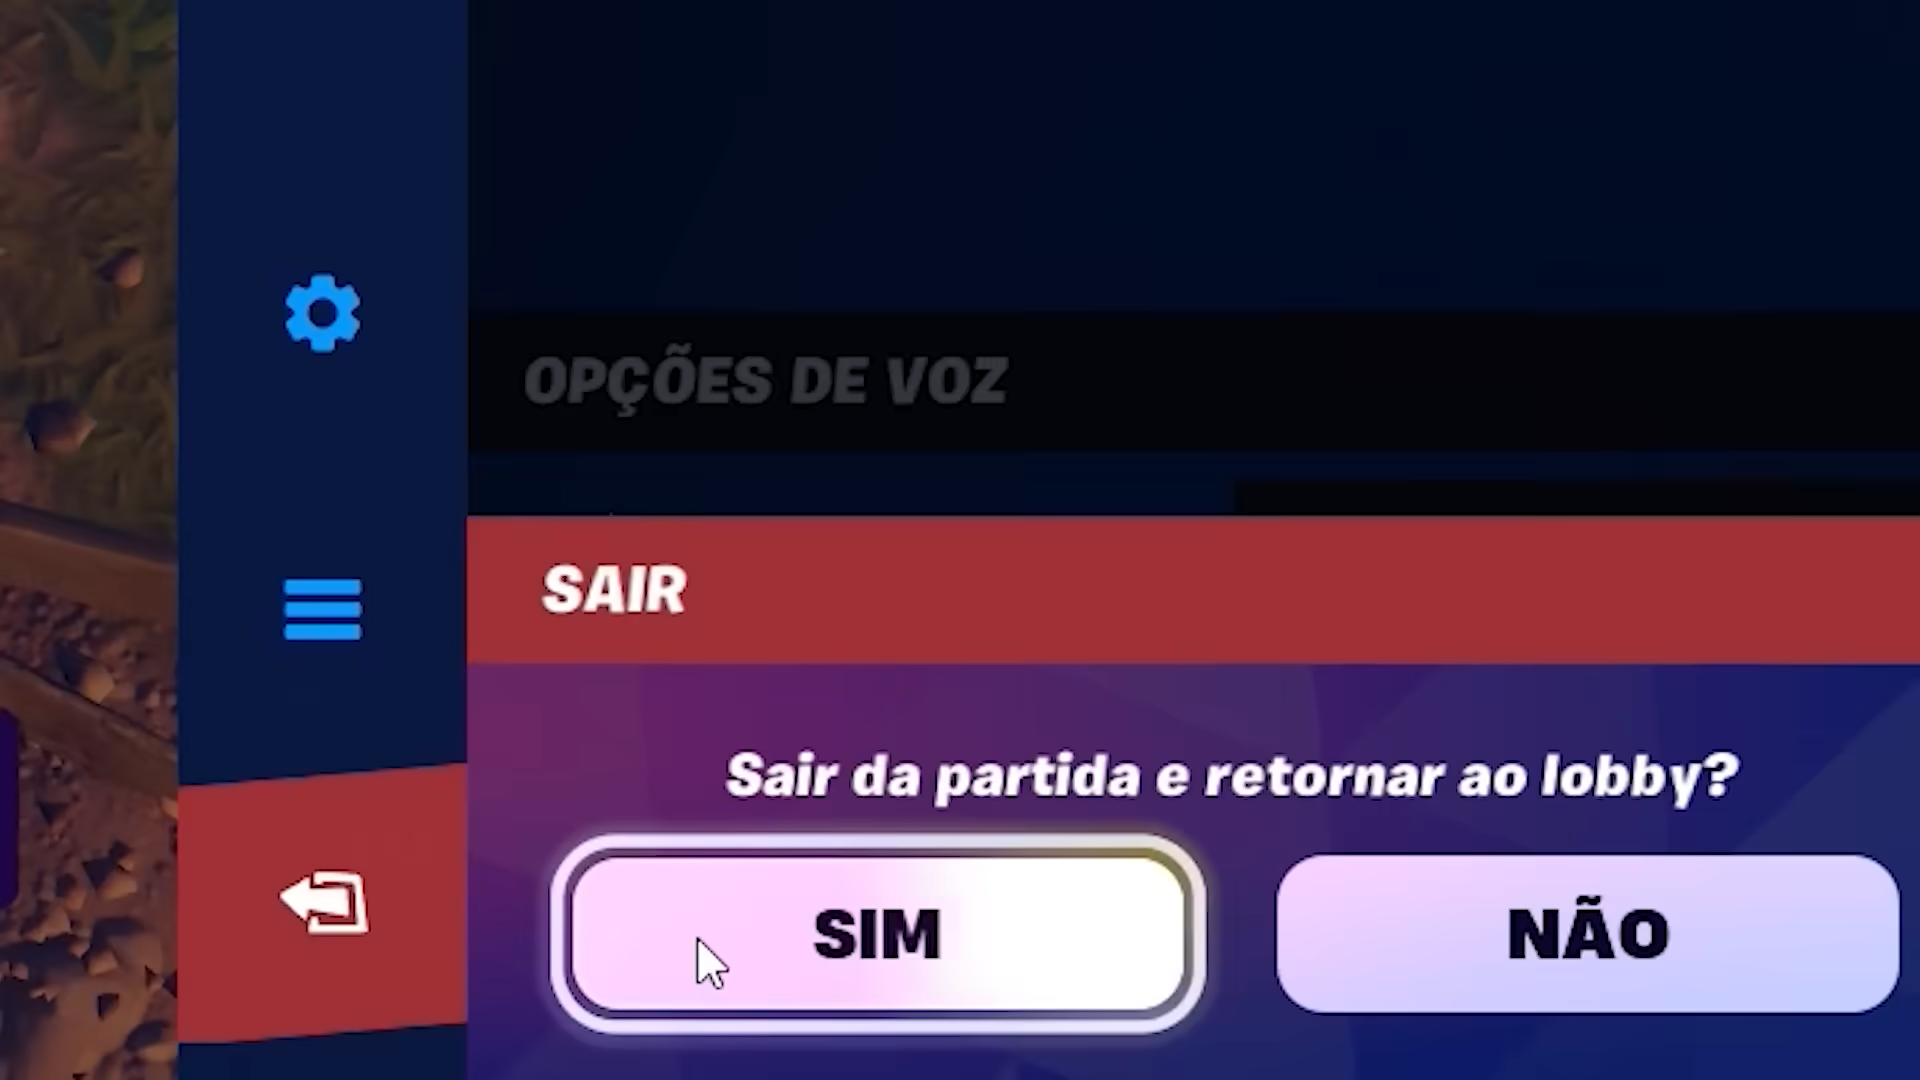 OPÇÕES DE VOZ
SAIR
Sair da partida e retornar ao lobby?
SIM
NÃO